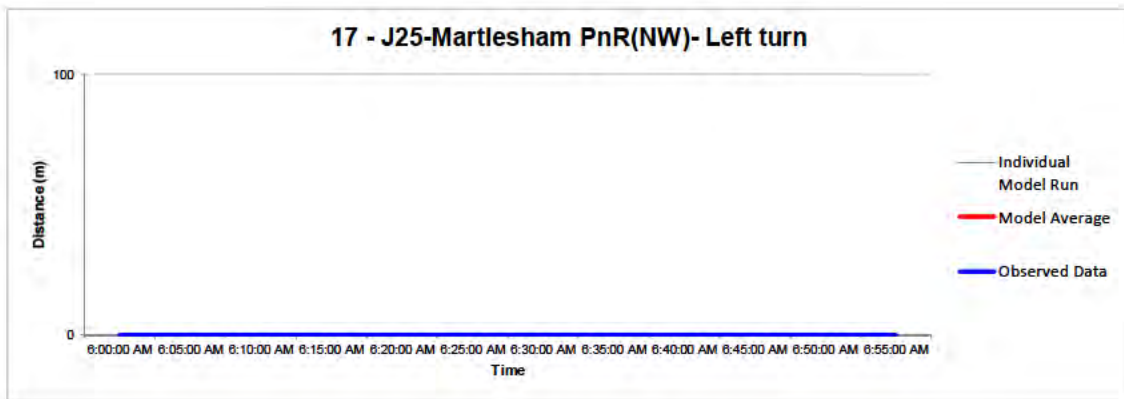 17 - J25-Martlesham PnR(NW)- Left turn
100
Distance (m)
0
6:00:00 AM 6:05:00 AM 6:10:00 AM 6:15:00 AM 6:20:00 AM 6:25:00 AM 6:30:00 AM 6:35:00 AM 6:40:00 AM 6:45:00 AM 6:50:00 AM 6:55:00 AM
Time
Individual
Model Run
Model Average
Observed Data